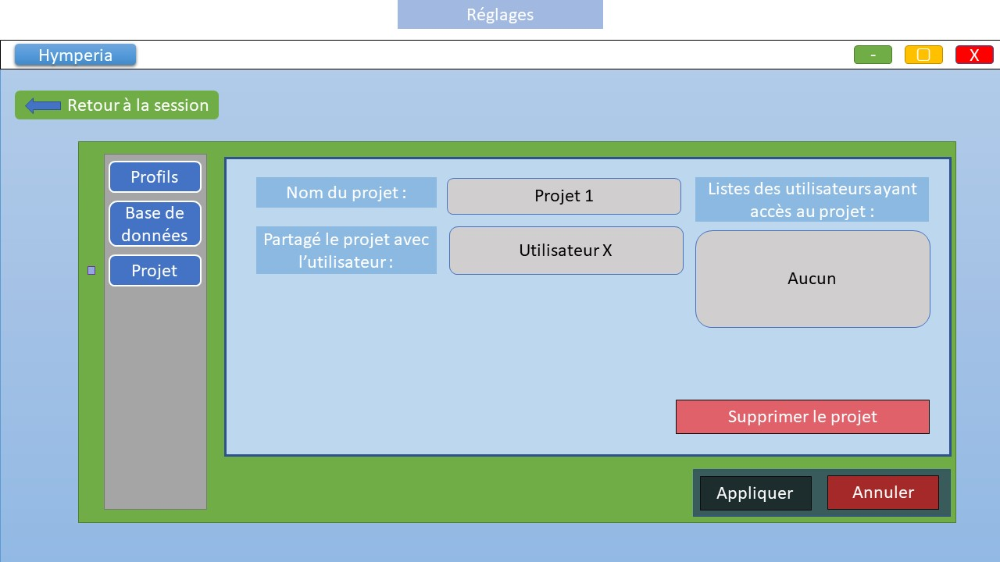 Réglages
Hymperia
-
X
Retour à la session
Profils
Base de
données
Projet
Nom du projet :
Projet 1
Partagé le projet avec
l’utilisateur :
Utilisateur X
Listes des utilisateurs ayant
accès au projet :
Aucun
Supprimer le projet
Appliquer
Annuler